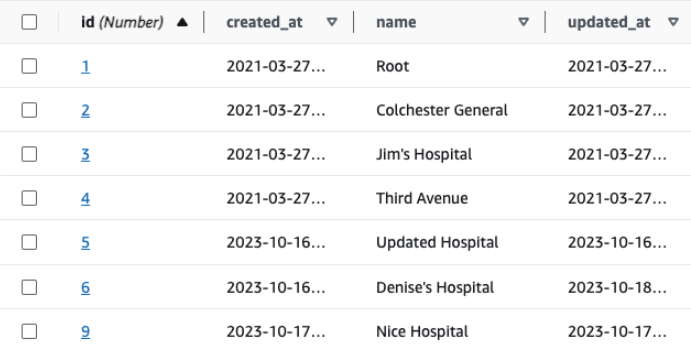 id (Number) created_at name updated_at
1 2021-03-27... Root 2021-03-27...
2 2021-03-27... Colchester General 2021-03-27...
3 2021-03-27... Jim's Hospital 2021-03-27...
4 2021-03-27... Third Avenue 2021-03-27...
5 2023-10-16... Updated Hospital 2023-10-16...
6 2023-10-16... Denise's Hospital 2023-10-18...
9 2023-10-17... Nice Hospital 2023-10-17...